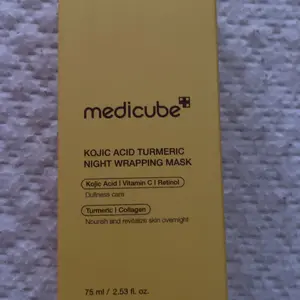 medicube
KOJIC ACID TURMERIC
NIGHT WRAPPING MASK
Kojic Acid | Vitamin C | Retinol
Dullness care
Turmeric | Collagen
Nourish and revitalize skin overnight
75 ml / 2.53 fl. oz.